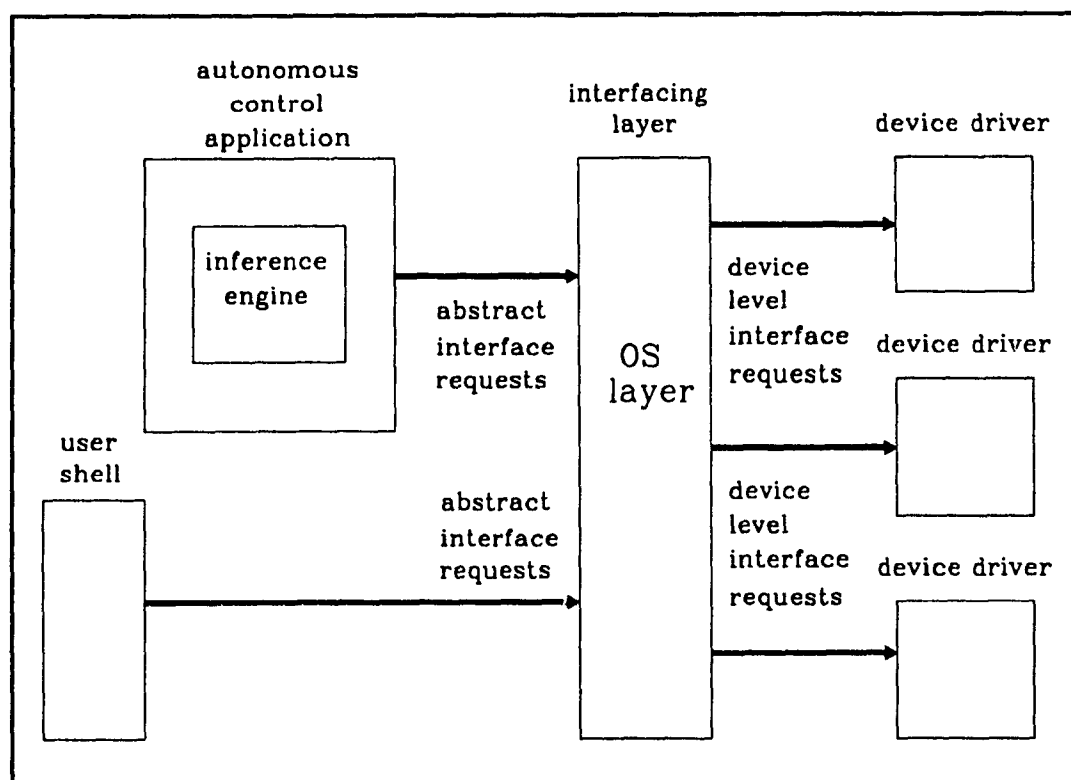 autonomous
control
application
inference
engine
user
shell
abstract
interface
requests
abstract
interface
requests
interfacing
layer
OS
layer
device
level
interface
requests
device
level
interface
requests
device driver
device driver
device driver